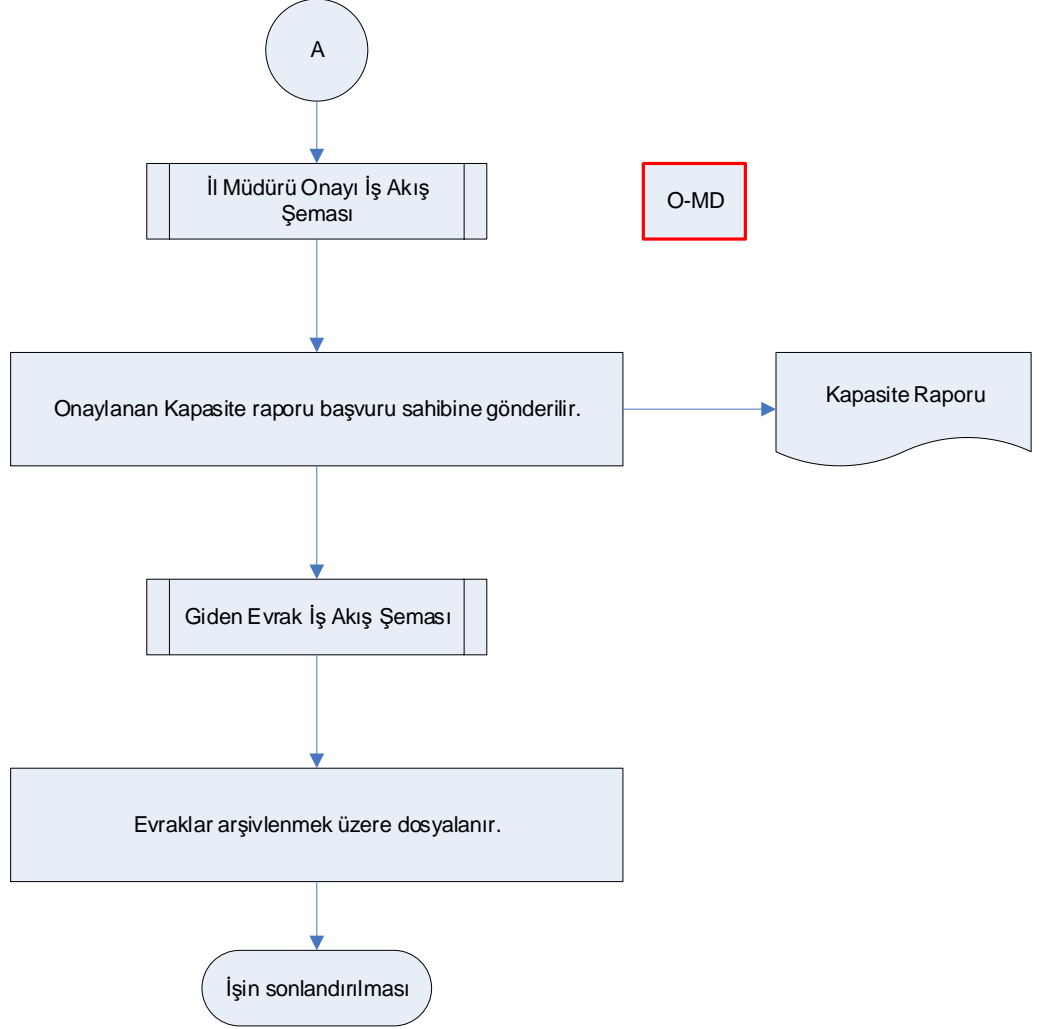 A
İl Müdürü Onayı İş Akış
Şeması
O-MD
Onaylanan Kapasite raporu başvuru sahibine gönderilir.
Kapasite Raporu
Giden Evrak İş Akış Şeması
Evraklar arşivlenmek üzere dosyalanır.
İşin sonlandırılması